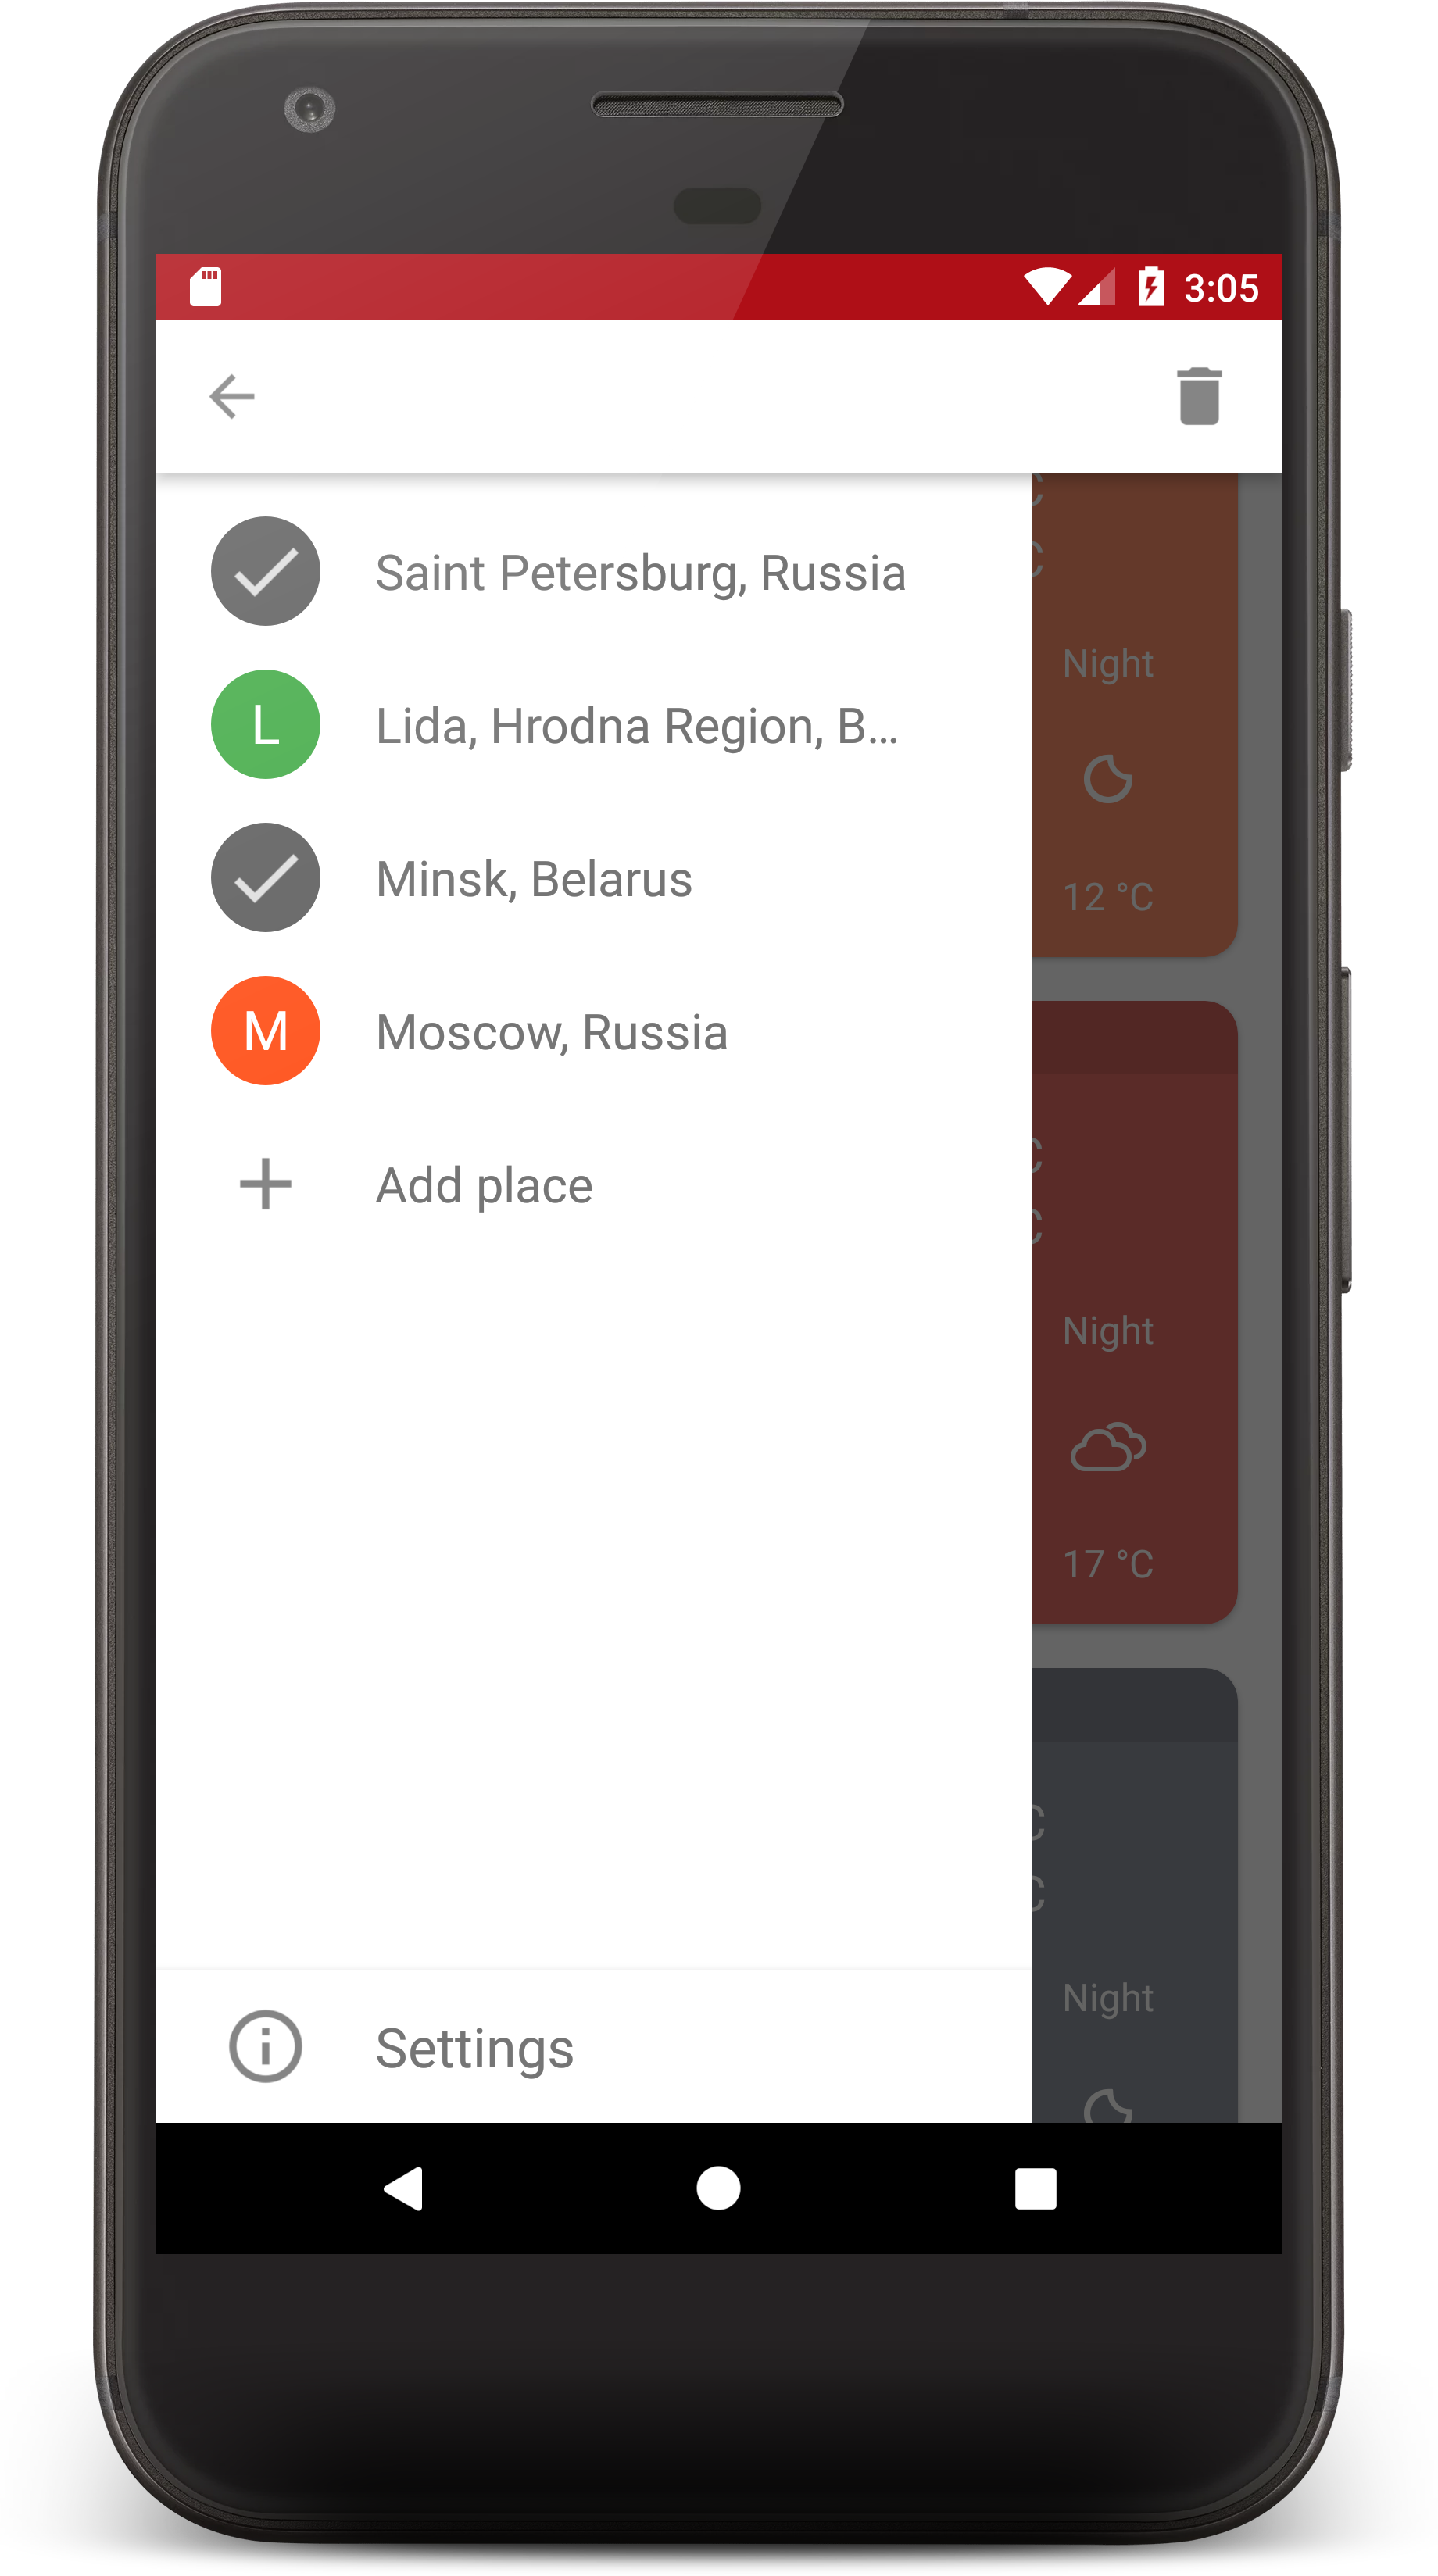 3:05
Saint Petersburg, Russia
L
Lida, Hrodna Region, B...
Minsk, Belarus
M
Moscow, Russia
Add place
Settings
C
C
Night
12 °C
C
C
Night
17 °C
C
C
Night